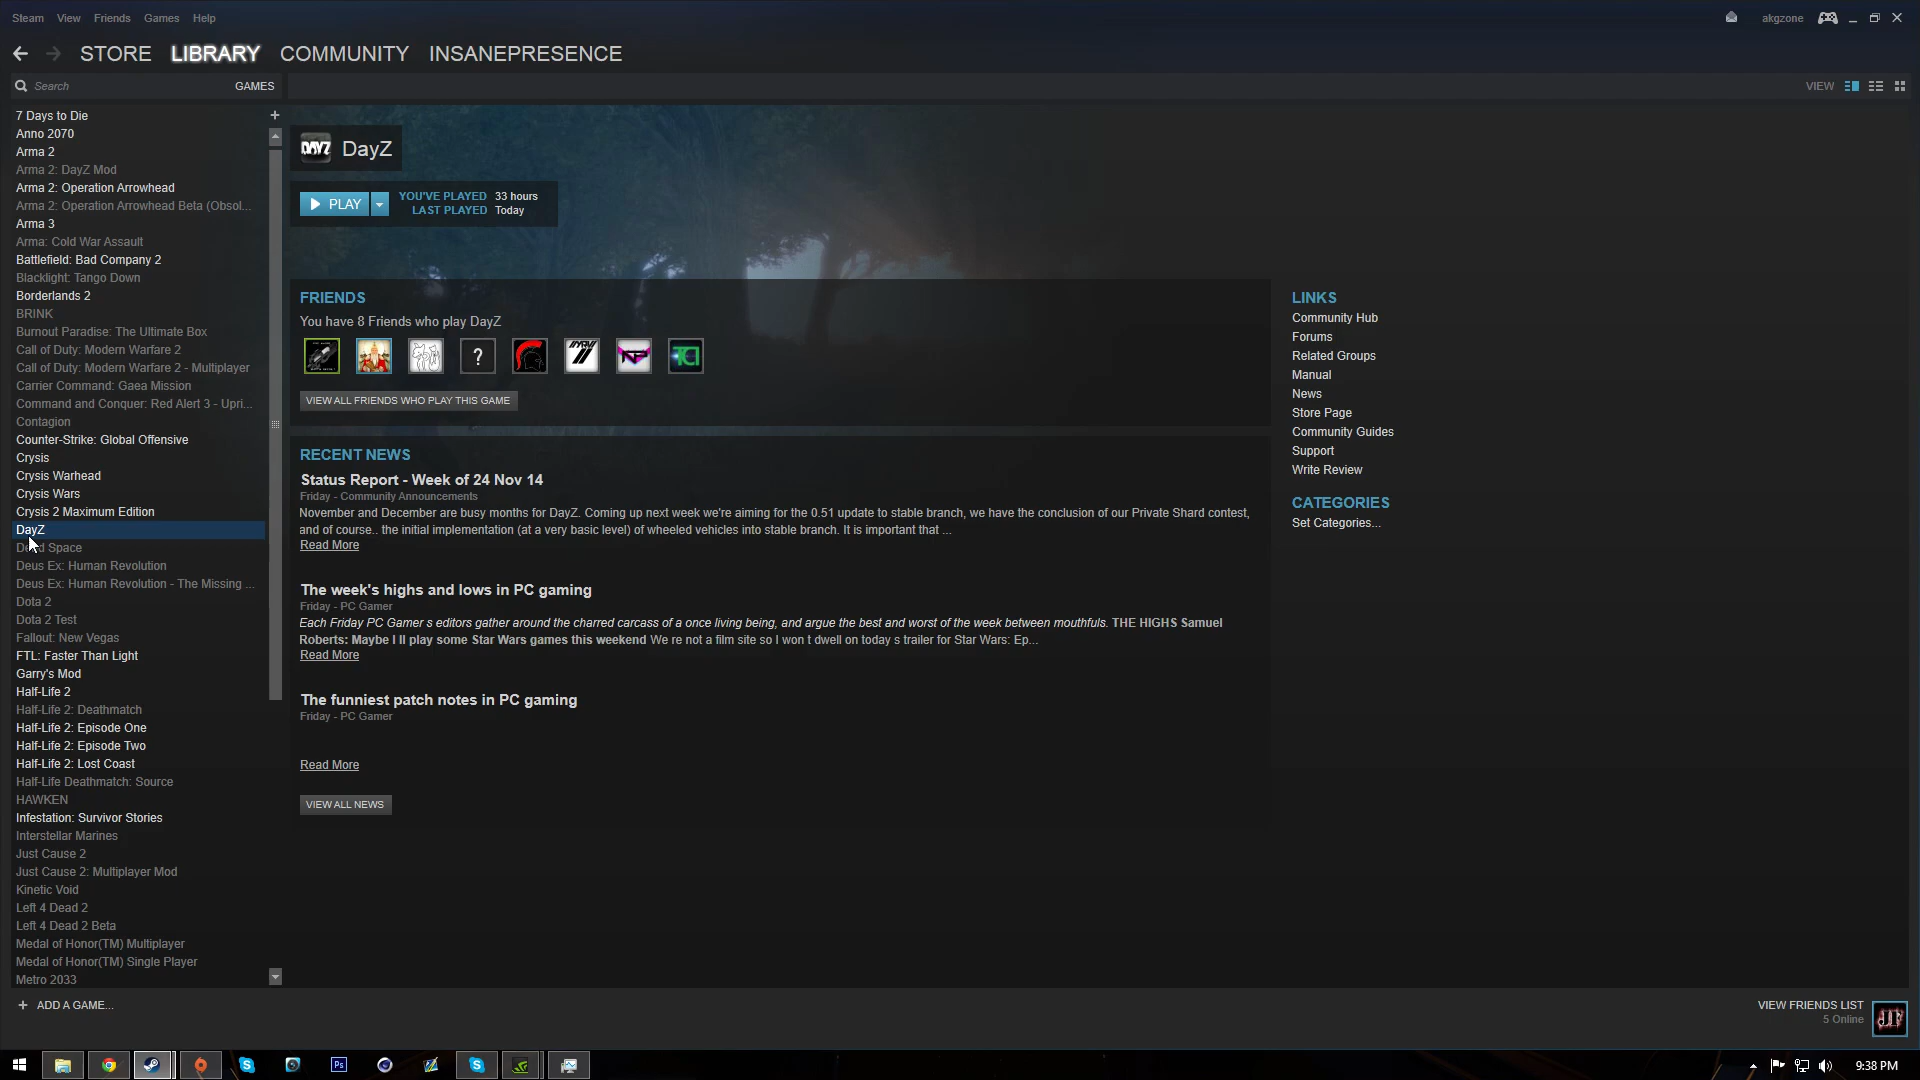 Steam View Friends Games Help akgzone
STORE LIBRARY COMMUNITY INSANEPRESENCE
Search GAMES VIEW
7 Days to Die
Anno 2070
Arma 2
Arma 2: DayZ Mod
Arma 2: Operation Arrowhead
Arma 2: Operation Arrowhead Beta (Obsol...
Arma 3
Arma: Cold War Assault
Battlefield: Bad Company 2
Blacklight: Tango Down
Borderlands 2
BRINK
Burnout Paradise: The Ultimate Box
Call of Duty: Modern Warfare 2
Call of Duty: Modern Warfare 2 - Multiplayer
Carrier Command: Gaea Mission
Command and Conquer: Red Alert 3 - Upri...
Contagion
Counter-Strike: Global Offensive
Crysis
Crysis Warhead
Crysis Wars
Crysis 2 Maximum Edition
DayZ
Dead Space
Deus Ex: Human Revolution
Deus Ex: Human Revolution - The Missing ...
Dota 2
Dota 2 Test
Fallout: New Vegas
FTL: Faster Than Light
Garry's Mod
Half-Life 2
Half-Life 2: Deathmatch
Half-Life 2: Episode One
Half-Life 2: Episode Two
Half-Life 2: Lost Coast
Half-Life Deathmatch: Source
HAWKEN
Infestation: Survivor Stories
Interstellar Marines
Just Cause 2
Just Cause 2: Multiplayer Mod
Kinetic Void
Left 4 Dead 2
Left 4 Dead 2 Beta
Medal of Honor(TM) Multiplayer
Medal of Honor(TM) Single Player
Metro 2033
+ ADD A GAME...
DAYZ DayZ
PLAY
YOU'VE PLAYED 33 hours
LAST PLAYED Today
FRIENDS
You have 8 Friends who play DayZ
?
TCI
VIEW ALL FRIENDS WHO PLAY THIS GAME
RECENT NEWS
Status Report - Week of 24 Nov 14
Friday - Community Announcements
November and December are busy months for DayZ. Coming up next week we're aiming for the 0.51 update to stable branch, we have the conclusion of our Private Shard contest,
and of course.. the initial implementation (at a very basic level) of wheeled vehicles into stable branch. It is important that ...
Read More
The week's highs and lows in PC gaming
Friday - PC Gamer
Each Friday PC Gamer s editors gather around the charred carcass of a once living being, and argue the best and worst of the week between mouthfuls. THE HIGHS Samuel
Roberts: Maybe I ll play some Star Wars games this weekend We re not a film site so I won t dwell on today s trailer for Star Wars: Ep...
Read More
The funniest patch notes in PC gaming
Friday - PC Gamer
Read More
VIEW ALL NEWS
LINKS
Community Hub
Forums
Related Groups
Manual
News
Store Page
Community Guides
Support
Write Review
CATEGORIES
Set Categories...
VIEW FRIENDS LIST
5 Online
Ps
9:38 PM